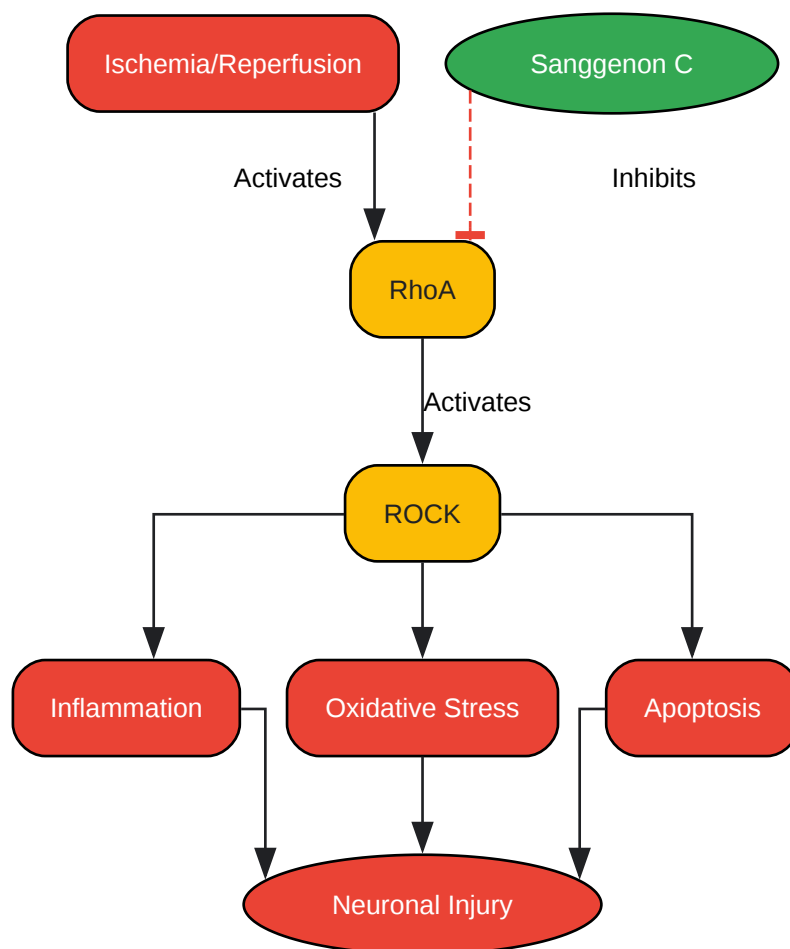 Ischemia/Reperfusion
Sanggenon C
Activates
Inhibits
RhoA
Activates
ROCK
Inflammation
Oxidative Stress
Apoptosis
Neuronal Injury